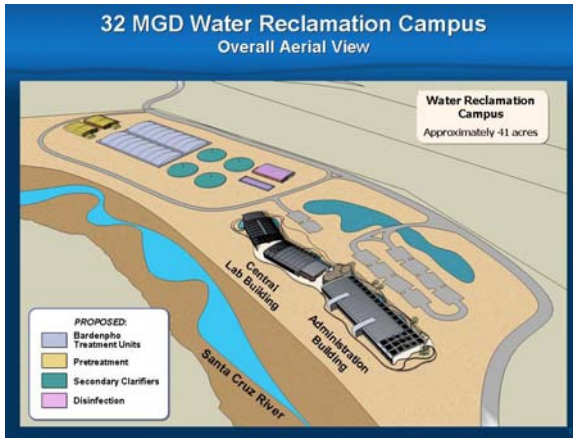 32 MGD Water Reclamation Campus
Overall Aerial View
Water Reclamation
Campus
Approximately 41 acres
Central
Lab Building
Administration
Building
Santa Cruz River
PROPOSED:
Bardenpho
Treatment Units
Pretreatment
Secondary Clarifiers
Disinfection